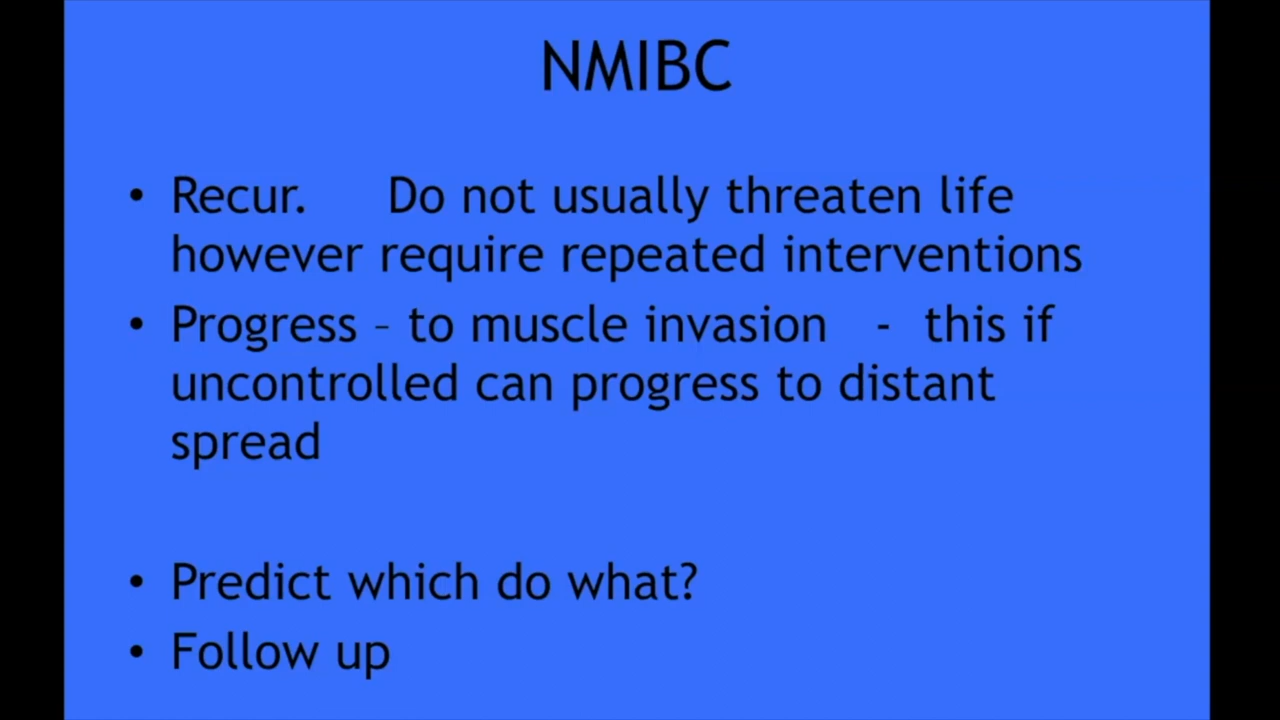 NMIBC
• Recur. Do not usually threaten life
however require repeated interventions
• Progress – to muscle invasion - this if
uncontrolled can progress to distant
spread
• Predict which do what?
• Follow up